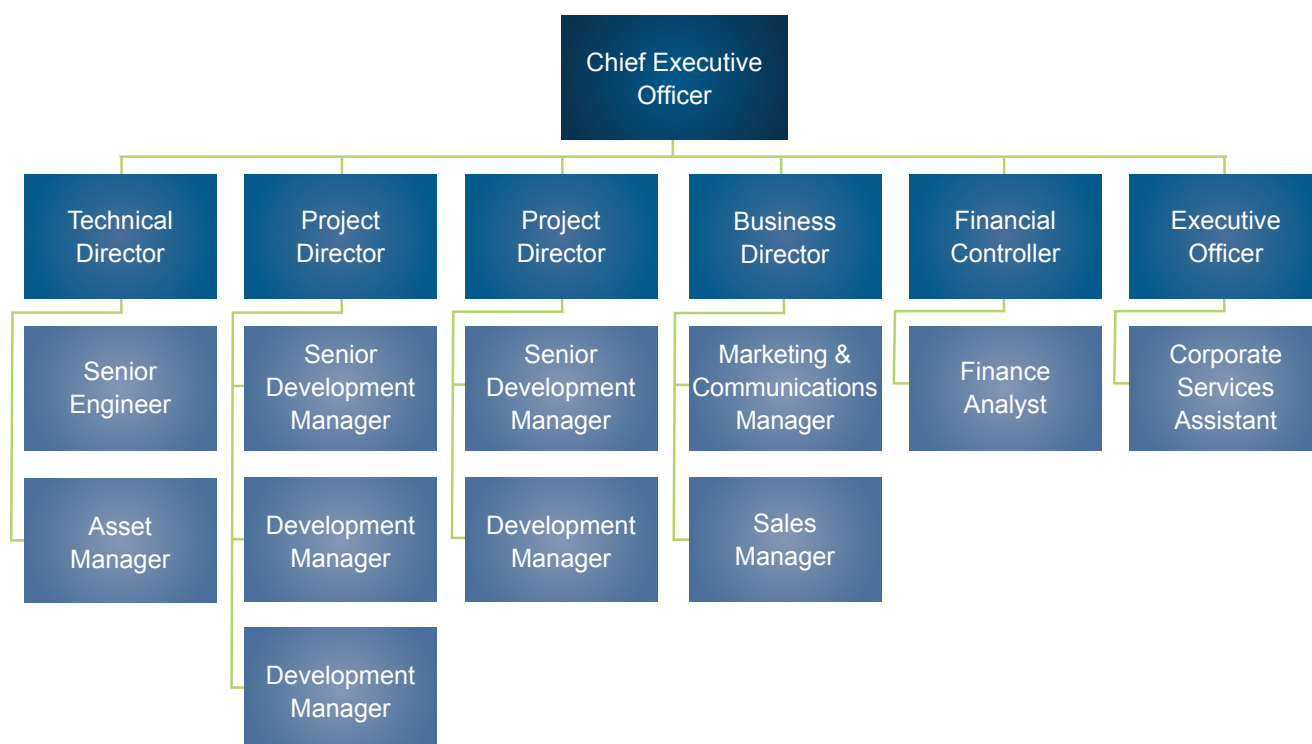 Chief Executive
Officer
Technical
Director
Project
Director
Project
Director
Business
Director
Financial
Controller
Executive
Officer
Senior
Engineer
Senior
Development
Manager
Senior
Development
Manager
Marketing &
Communications
Manager
Finance
Analyst
Corporate
Services
Assistant
Asset
Manager
Development
Manager
Development
Manager
Sales
Manager
Development
Manager